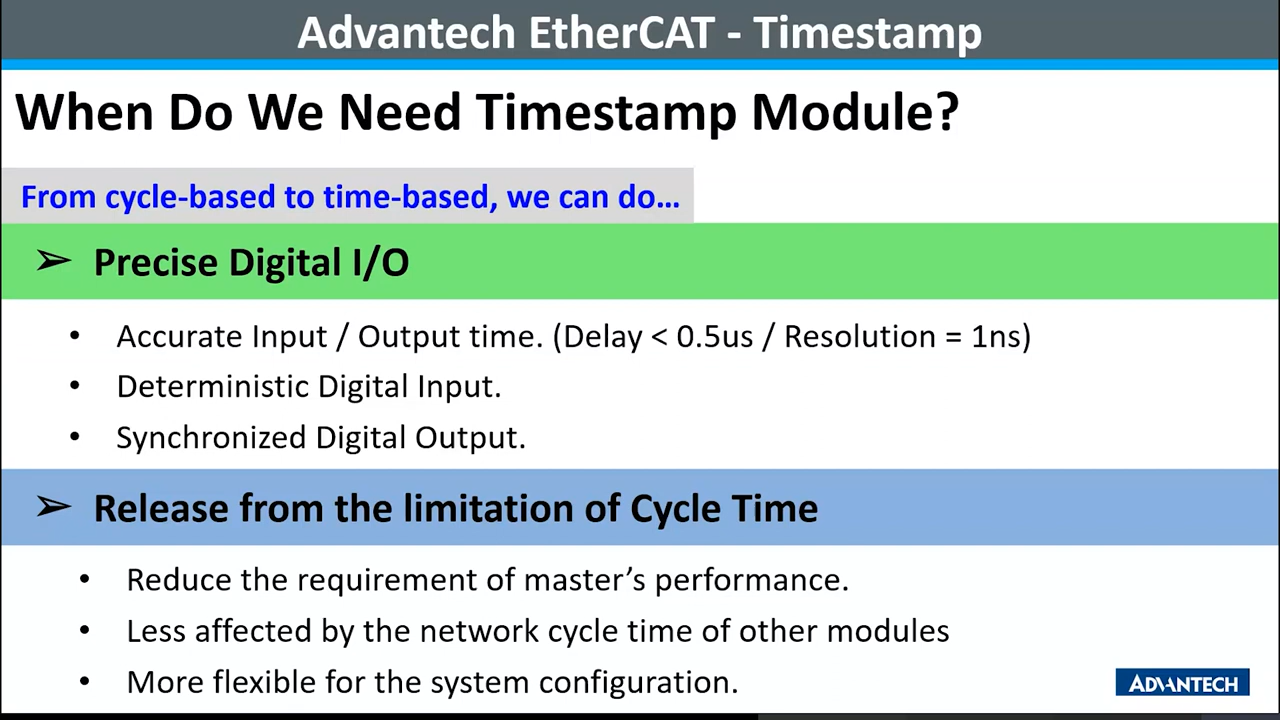 Advantech EtherCAT - Timestamp
When Do We Need Timestamp Module?
From cycle-based to time-based, we can do...
➢ Precise Digital I/O
• Accurate Input / Output time. (Delay < 0.5us / Resolution = 1ns)
• Deterministic Digital Input.
• Synchronized Digital Output.
➢ Release from the limitation of Cycle Time
• Reduce the requirement of master's performance.
• Less affected by the network cycle time of other modules
• More flexible for the system configuration.
ADVANTECH